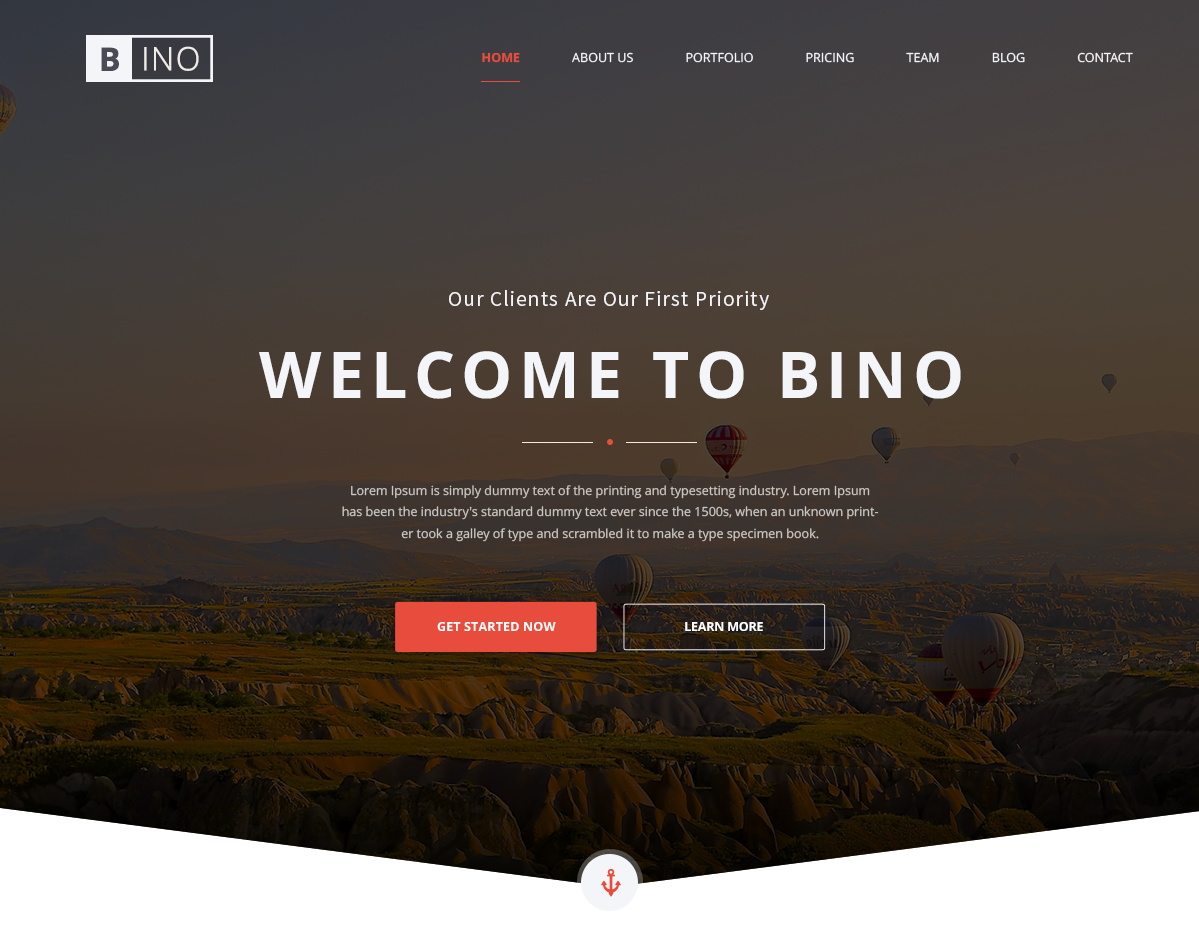 B INO
HOME ABOUT US PORTFOLIO PRICING TEAM BLOG CONTACT
Our Clients Are Our First Priority
WELCOME TO BINO
Lorem Ipsum is simply dummy text of the printing and typesetting industry. Lorem Ipsum
has been the industry's standard dummy text ever since the 1500s, when an unknown print-
er took a galley of type and scrambled it to make a type specimen book.
GET STARTED NOW LEARN MORE